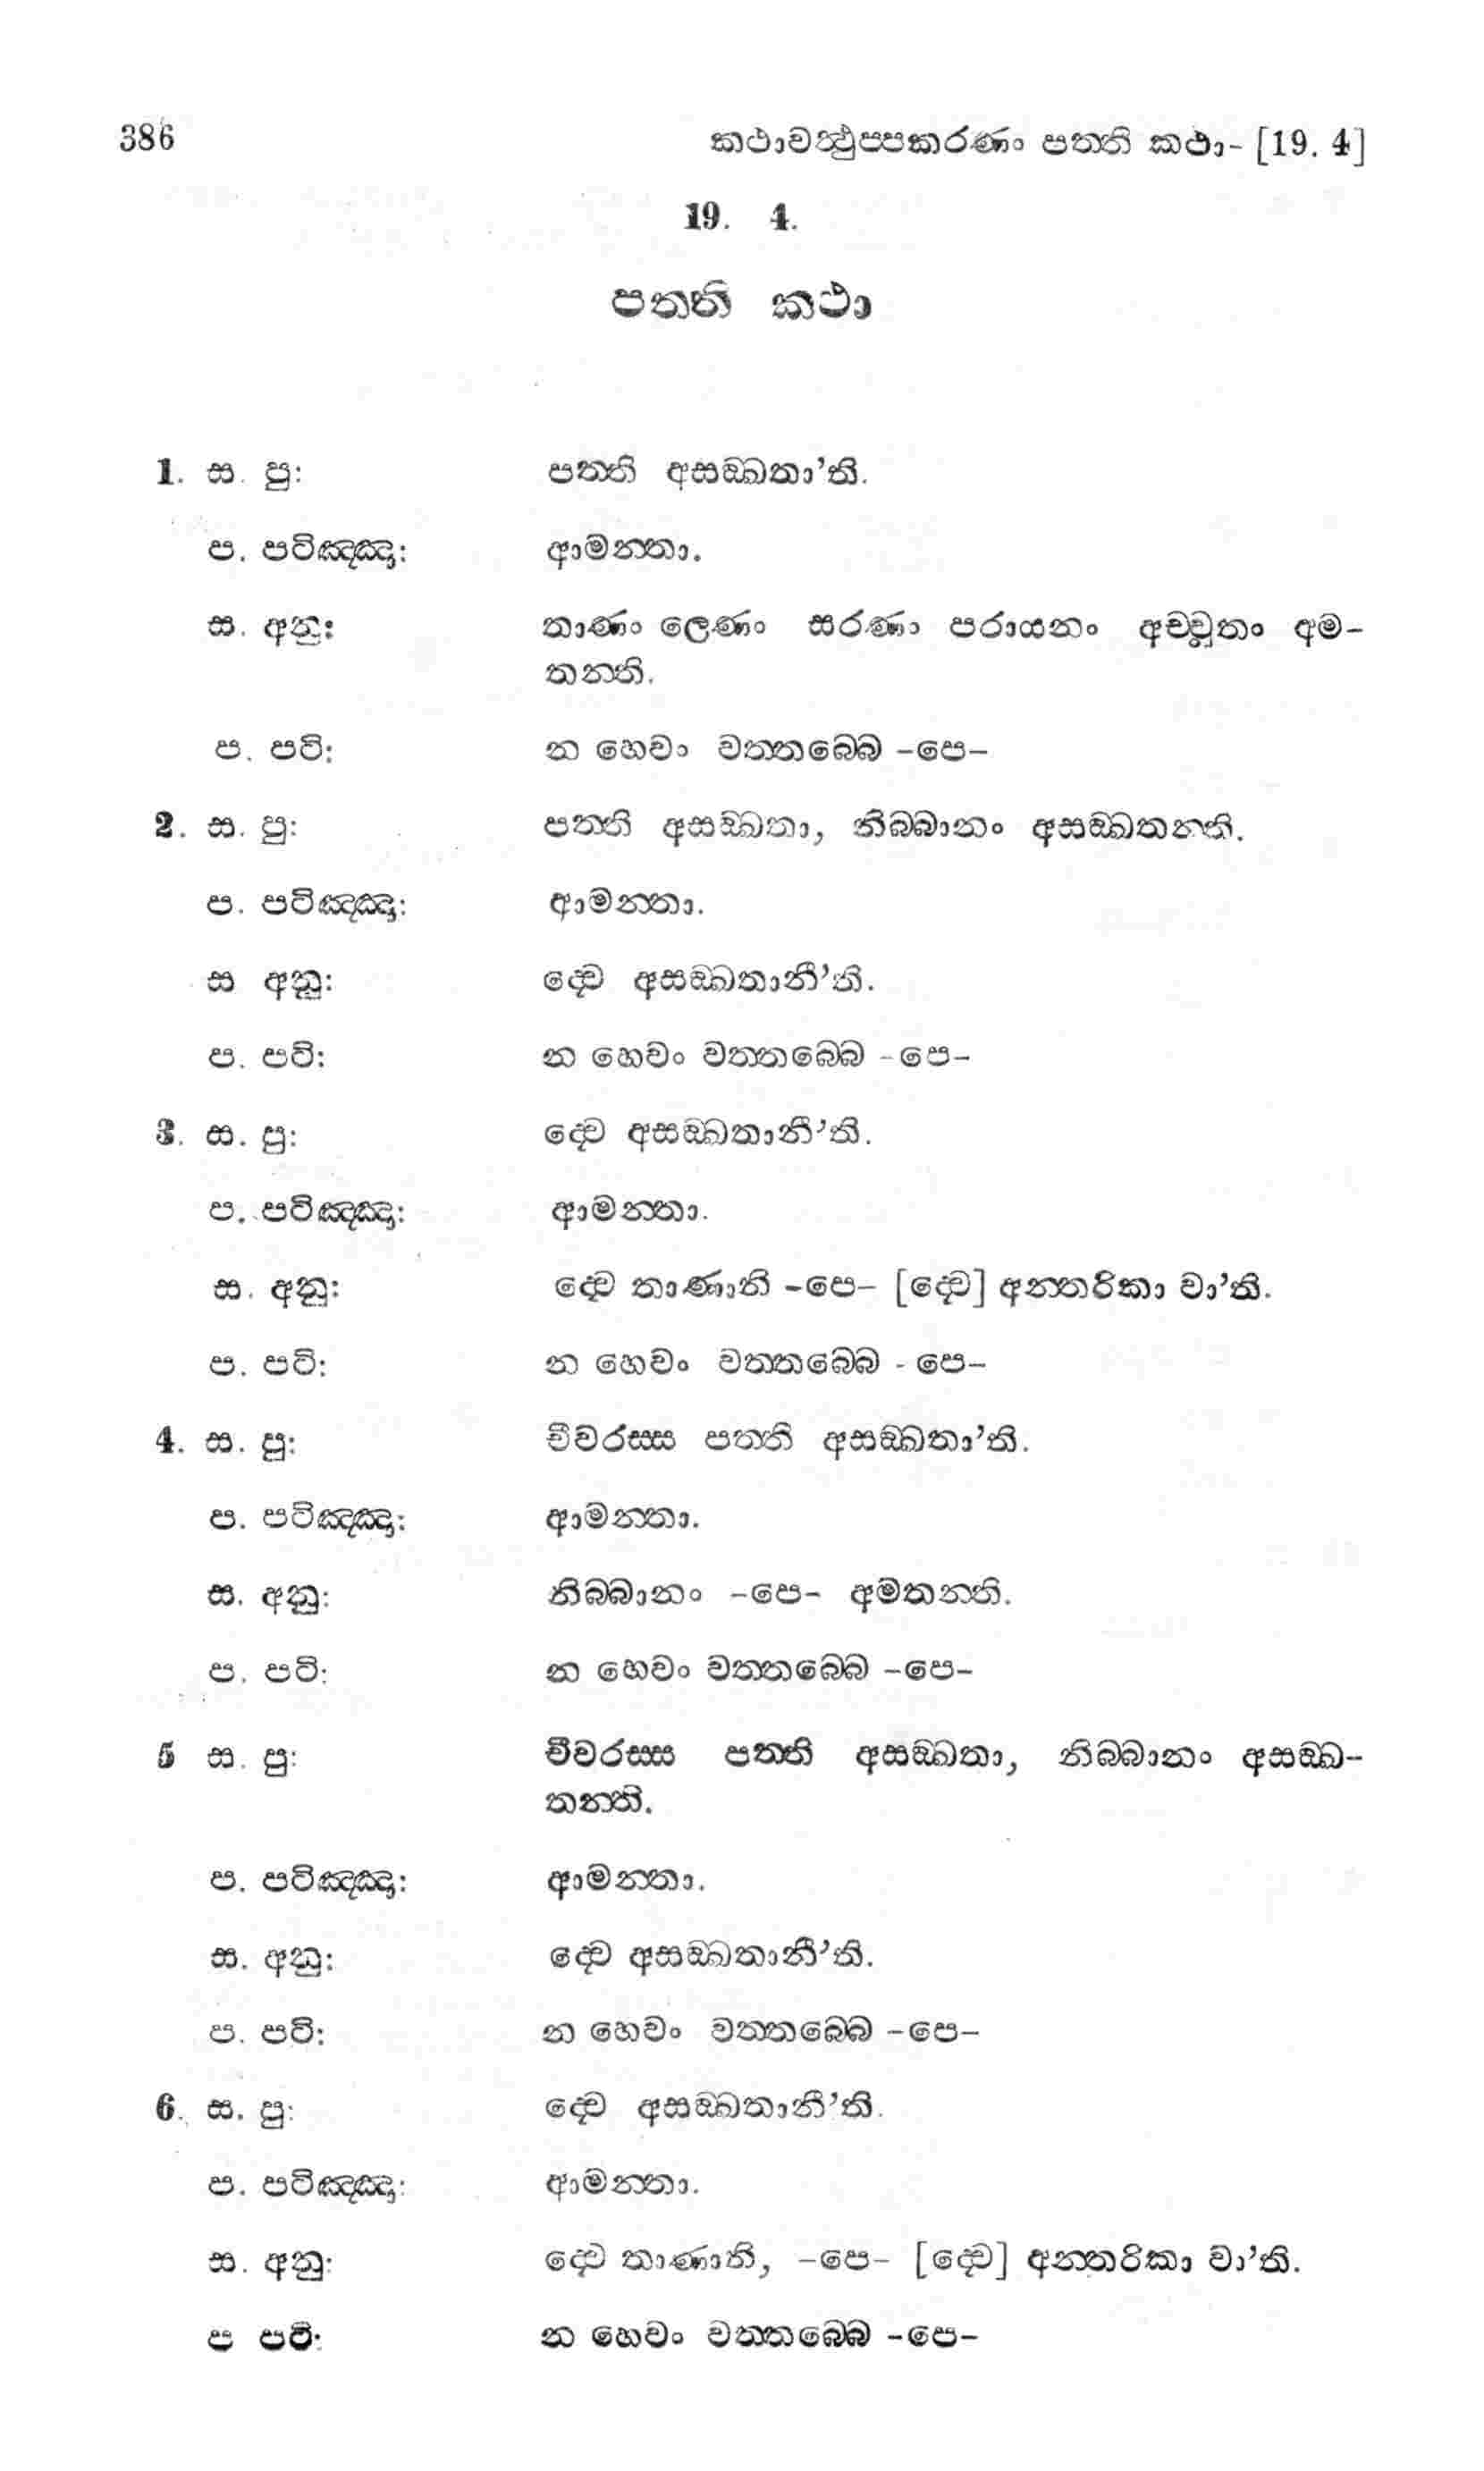 386 කථාවත්‍ථුප්පකරණං පත්ති කථා- [19. 4]
19. 4.
පත්ති කථා
1. ස. පු: පත්ති අසඞ්ඛතා’ති.
ප. පටිඤ්ඤා: ආමන්තා.
ස. අනු: තාණං ලෙණං සරණං පරායනං අච්චුතං අම-
තන්ති.
ප. පටි: න හෙවං වත්තබ්බෙ -පෙ-
2. ස. පු: පත්ති අසඞ්ඛතා, නිබ්බානං අසඞ්ඛතන්ති.
ප. පටිඤ්ඤා: ආමන්තා.
ස අනු: ද්වෙ අසඞ්ඛතානී’ති.
ප. පටි: න හෙවං වත්තබ්බෙ -පෙ-
3. ස. පු: ද්වෙ අසඞ්ඛතානී’ති.
ප. පටිඤ්ඤා: ආමන්තා.
ස. අනු: ද්වෙ තාණානි -පෙ- [ද්වෙ] අන්තරිකා වා’ති.
ප. පටි: න හෙවං වත්තබ්බෙ - පෙ-
4. ස. පු: චීවරස්ස පත්ති අසඞ්ඛතා’ති.
ප. පටිඤ්ඤා: ආමන්තා.
ස. අනු: නිබ්බානං -පෙ- අමතන්ති.
ප. පටි: න හෙවං වත්තබ්බෙ -පෙ-
5 ස. පු: චීවරස්ස පත්ති අසඞ්ඛතා, නිබ්බානං අසඞ්ඛ-
තන්ති.
ප. පටිඤ්ඤා: ආමන්තා.
ස. අනු: ද්වෙ අසඞ්ඛතානී’ති.
ප. පටි: න හෙවං වත්තබ්බෙ -පෙ-
6. ස. පු: ද්වෙ අසඞ්ඛතානී’ති.
ප. පටිඤ්ඤා: ආමන්තා.
ස. අනු: ද්වෙ තාණානි, -පෙ- [ද්වෙ] අන්තරිකා වා’ති.
ප පටි: න හෙවං වත්තබ්බෙ -පෙ-